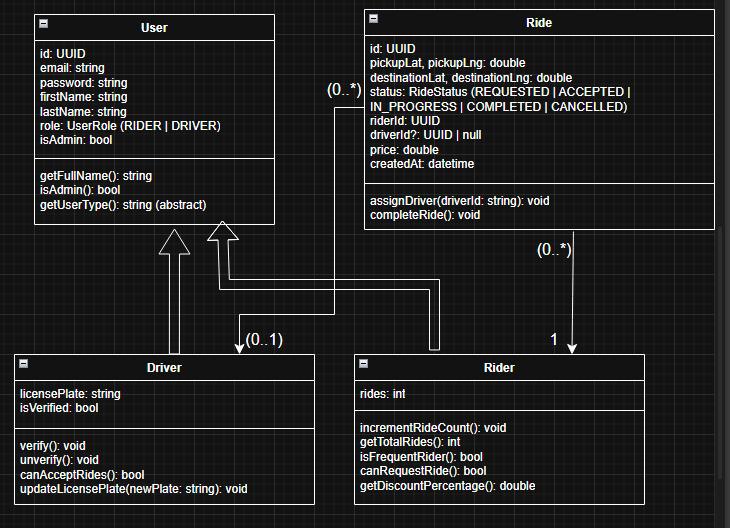 User
id: UUID
email: string
password: string
firstName: string
lastName: string
role: UserRole (RIDER | DRIVER)
isAdmin: bool
getFullName(): string
isAdmin(): bool
getUserType(): string (abstract)
Ride
id: UUID
pickupLat, pickupLng: double
destinationLat, destinationLng: double
status: RideStatus (REQUESTED | ACCEPTED |
IN_PROGRESS | COMPLETED | CANCELLED)
riderId: UUID
driverId?: UUID | null
price: double
createdAt: datetime
assignDriver(driverId: string): void
completeRide(): void
(0..*)
(0..*)
(0..1)
1
Driver
licensePlate: string
isVerified: bool
verify(): void
unverify(): void
canAcceptRides(): bool
updateLicensePlate(newPlate: string): void
Rider
rides: int
incrementRideCount(): void
getTotalRides(): int
isFrequentRider(): bool
canRequestRide(): bool
getDiscountPercentage(): double